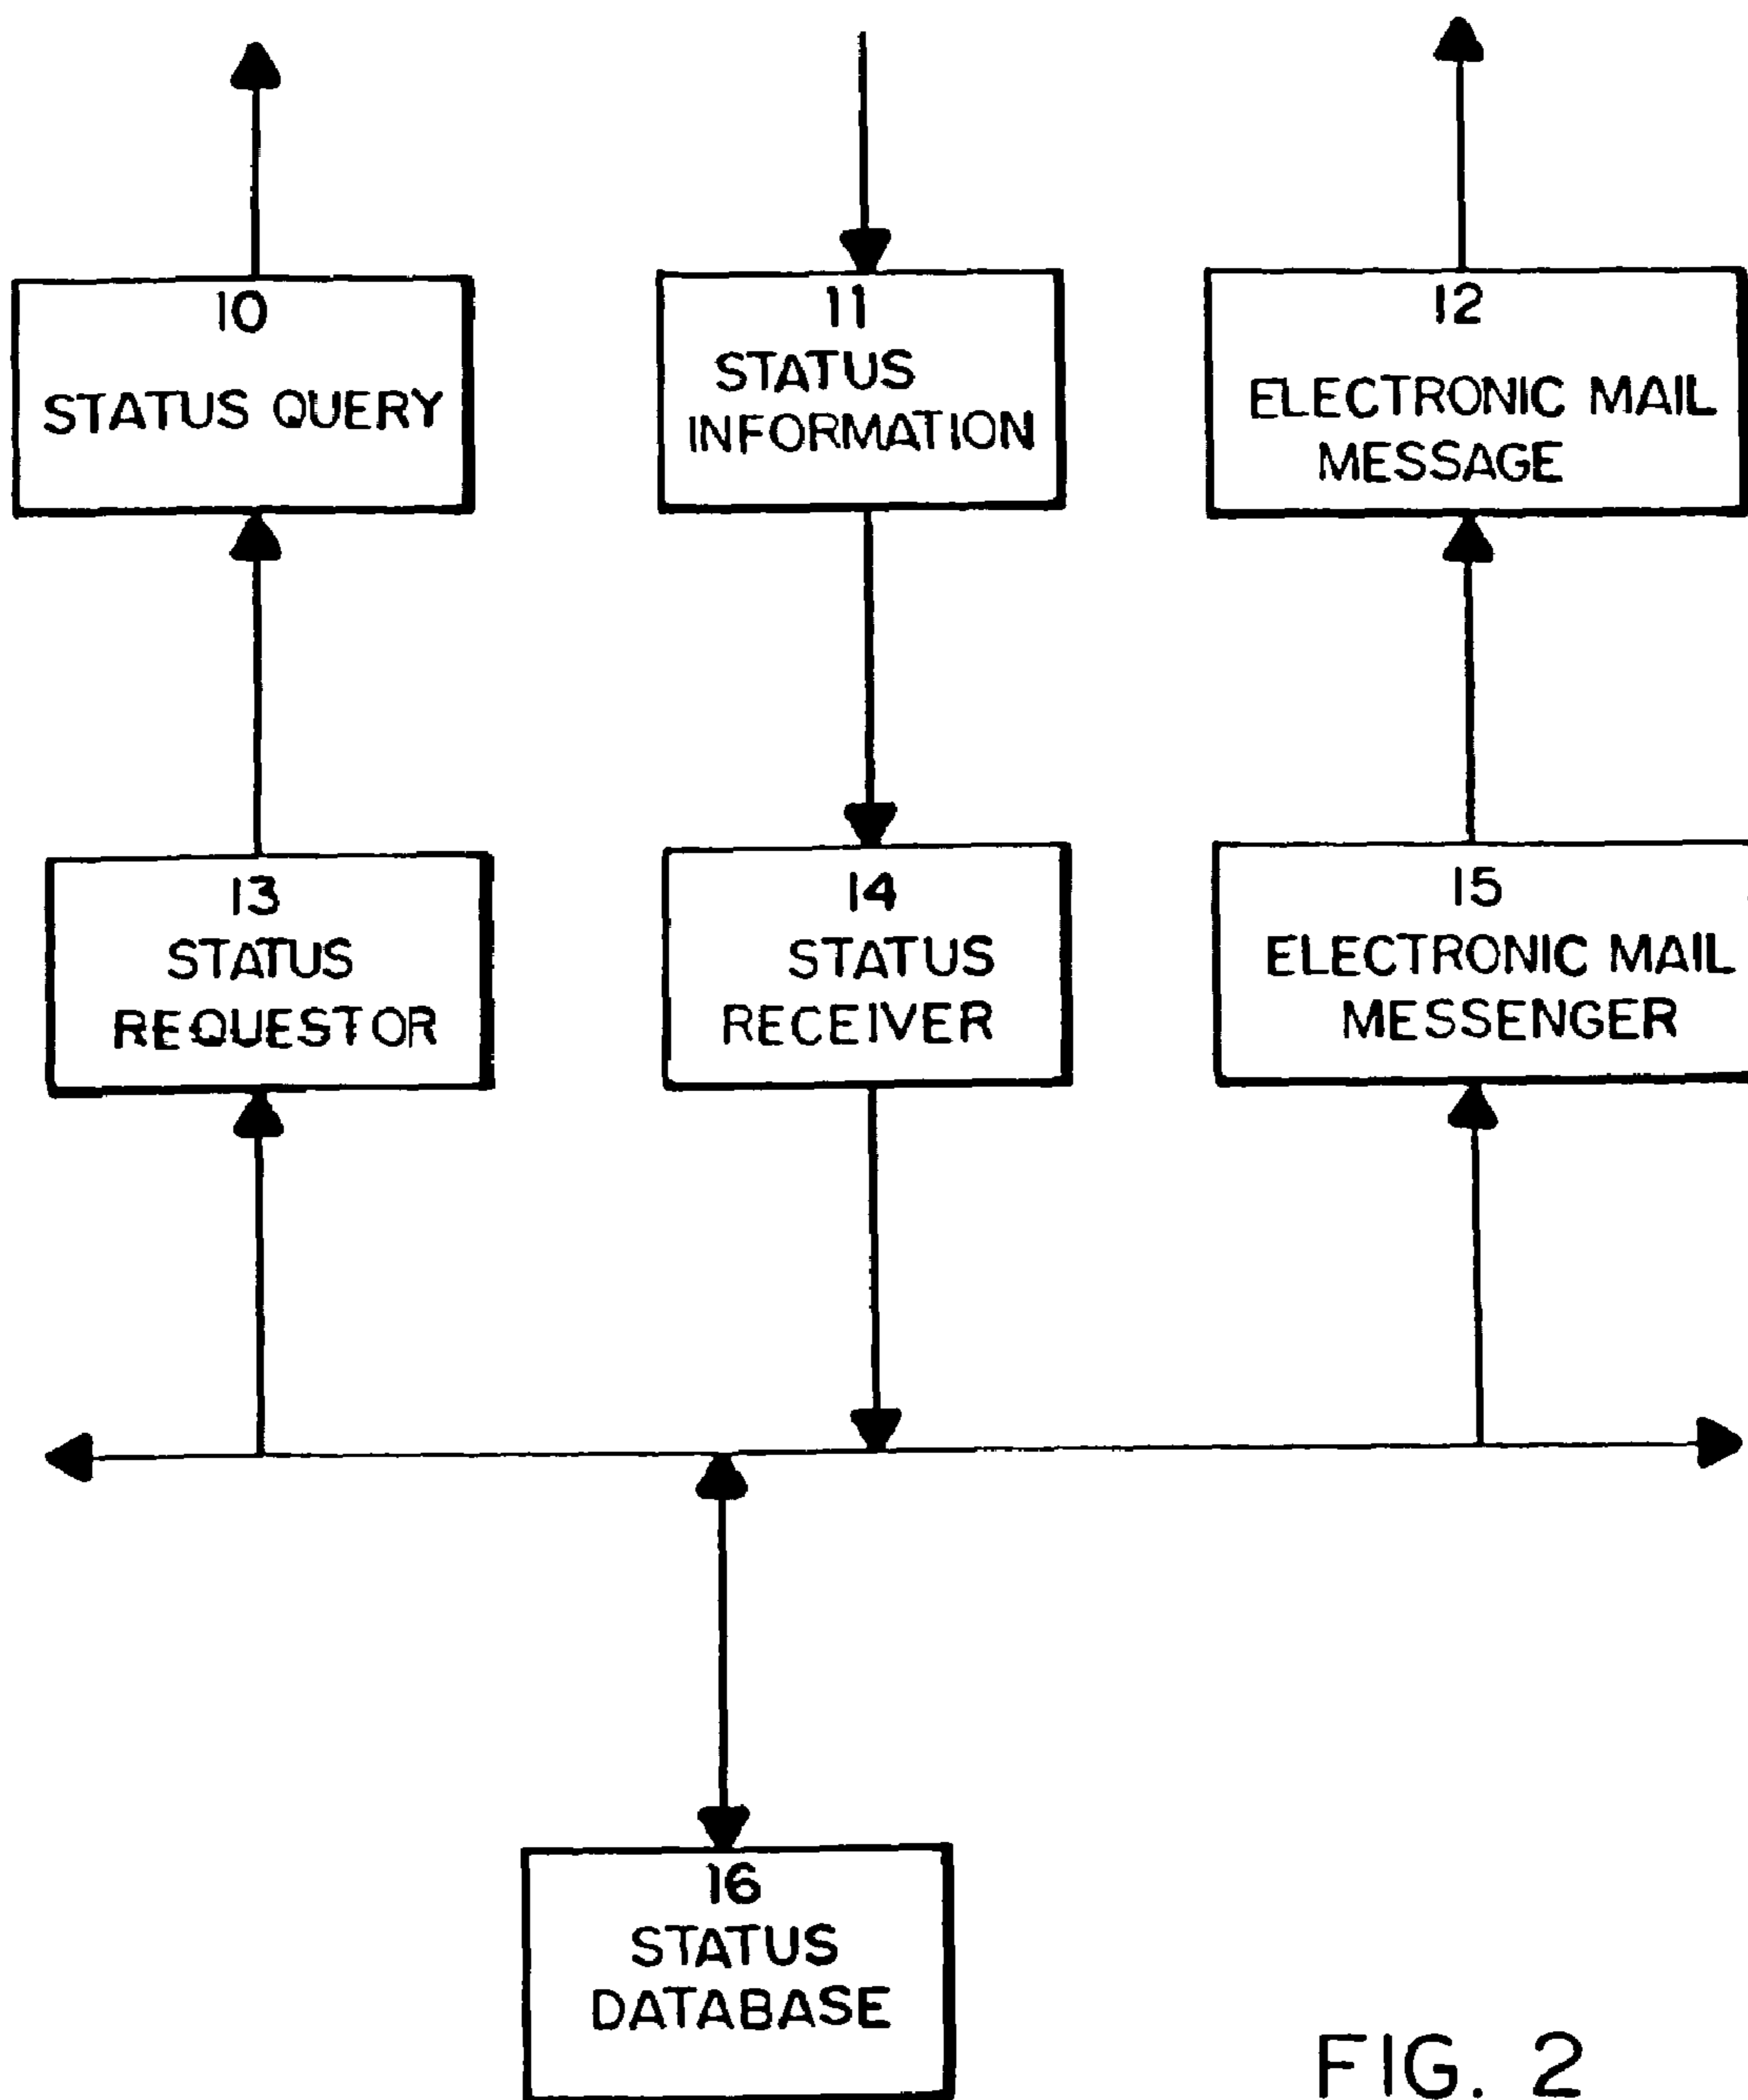 10
STATUS QUERY
11
STATUS
INFORMATION
12
ELECTRONIC MAIL
MESSAGE
13
STATUS
REQUESTOR
14
STATUS
RECEIVER
15
ELECTRONIC MAIL
MESSENGER
16
STATUS
DATABASE
FIG. 2